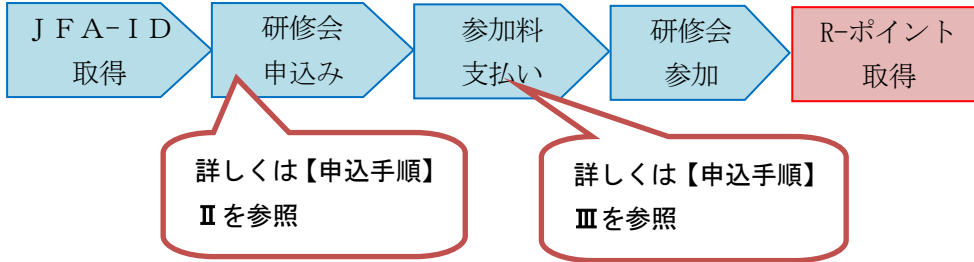 ＪＦＡ-ＩＤ
取得
研修会
申込み
参加料
支払い
研修会
参加
R-ポイント
取得
詳しくは【申込手順】
Ⅱを参照
詳しくは【申込手順】
Ⅲを参照